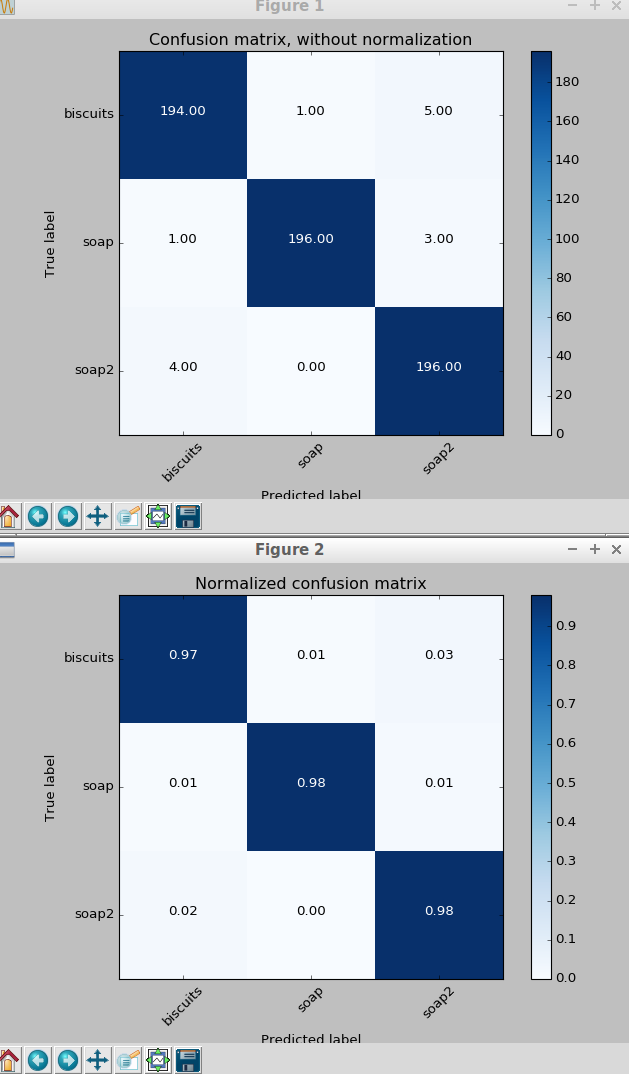 Figure 1
Confusion matrix, without normalization
biscuits 194.00 1.00 5.00
soap 1.00 196.00 3.00
soap2 4.00 0.00 196.00
True label
biscuits soap soap2
Predicted label
180
160
140
120
100
80
60
40
20
0
Figure 2
Normalized confusion matrix
biscuits 0.97 0.01 0.03
soap 0.01 0.98 0.01
soap2 0.02 0.00 0.98
True label
biscuits soap soap2
Predicted label
0.9
0.8
0.7
0.6
0.5
0.4
0.3
0.2
0.1
0.0